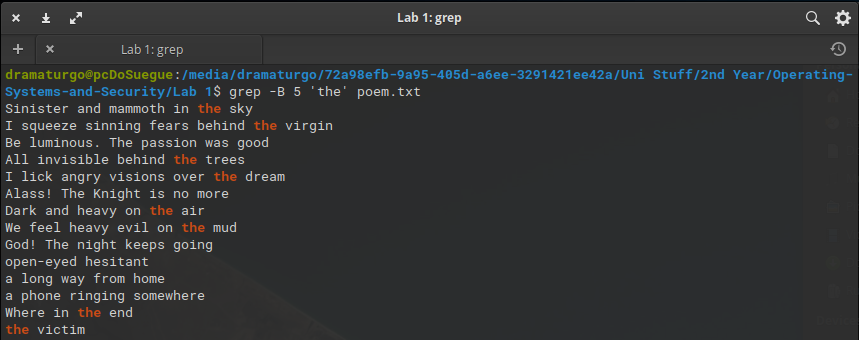 Lab 1: grep
Lab 1: grep
dramaturgo@pcDoSuegue:/media/dramaturgo/72a98efb-9a95-405d-a6ee-3291421ee42a/Uni Stuff/2nd Year/Operating-
Systems-and-Security/Lab 1$ grep -B 5 'the' poem.txt
Sinister and mammoth in the sky
I squeeze sinning fears behind the virgin
Be luminous. The passion was good
All invisible behind the trees
I lick angry visions over the dream
Alass! The Knight is no more
Dark and heavy on the air
We feel heavy evil on the mud
God! The night keeps going
open-eyed hesitant
a long way from home
a phone ringing somewhere
Where in the end
the victim